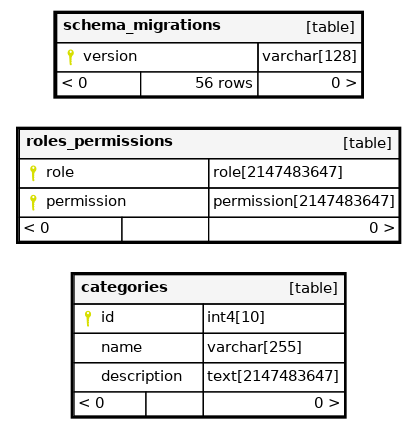 schema_migrations [table]
version varchar[128]
< 0 56 rows 0 >
roles_permissions [table]
role role[2147483647]
permission permission[2147483647]
< 0 0 >
categories [table]
id int4[10]
name varchar[255]
description text[2147483647]
< 0 0 >